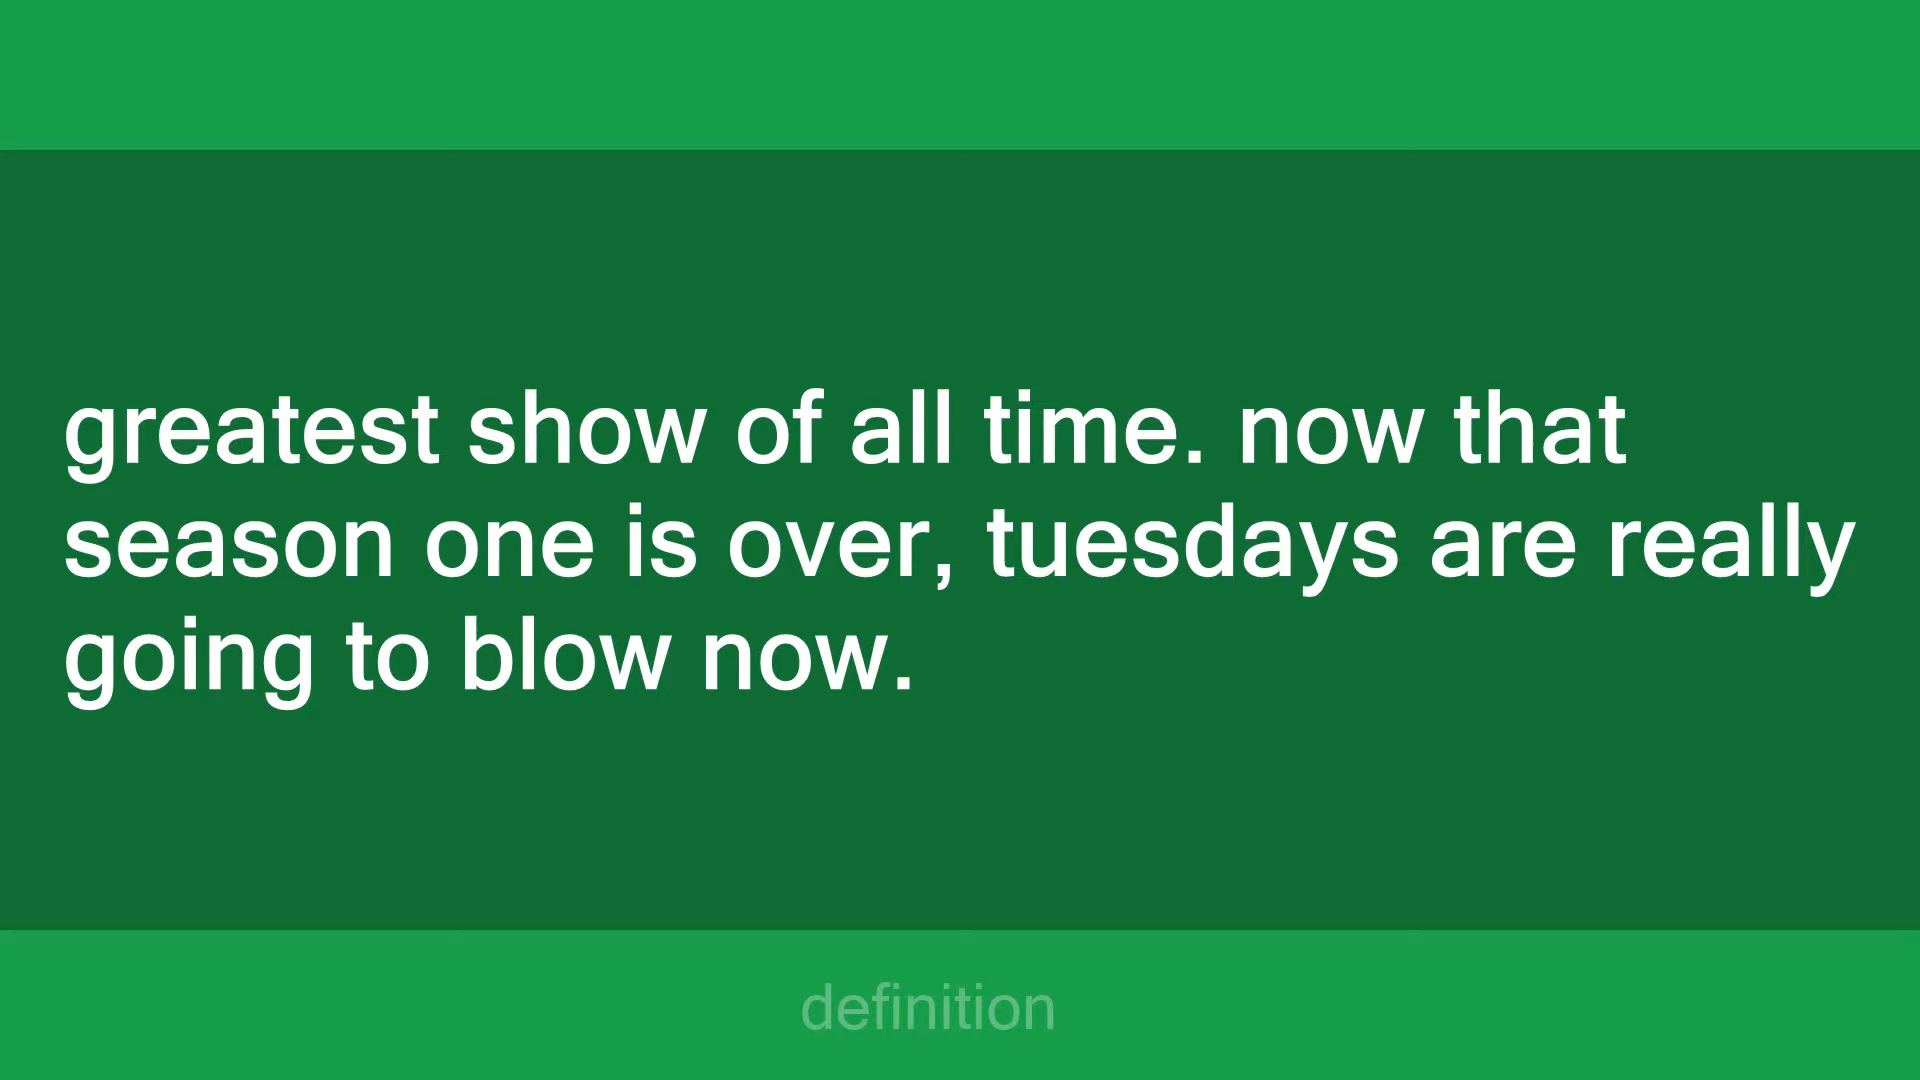 greatest show of all time. now that
season one is over, tuesdays are really
going to blow now.
definition